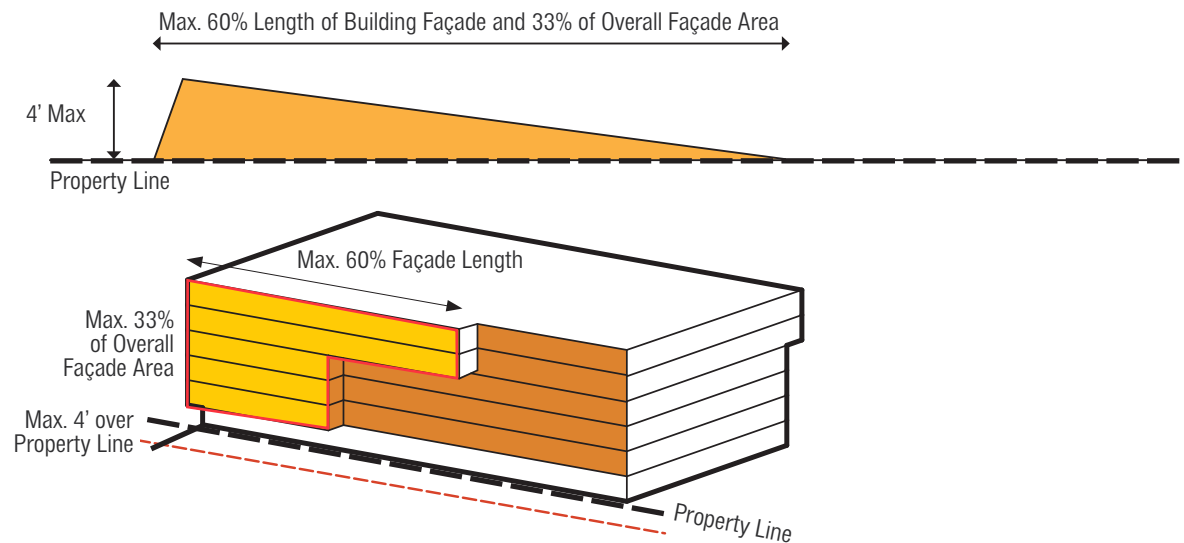 Max. 60% Length of Building Façade and 33% of Overall Façade Area
4’ Max
Property Line
Max. 60% Façade Length
Max. 33%
of Overall
Façade Area
Max. 4’ over
Property Line
Property Line